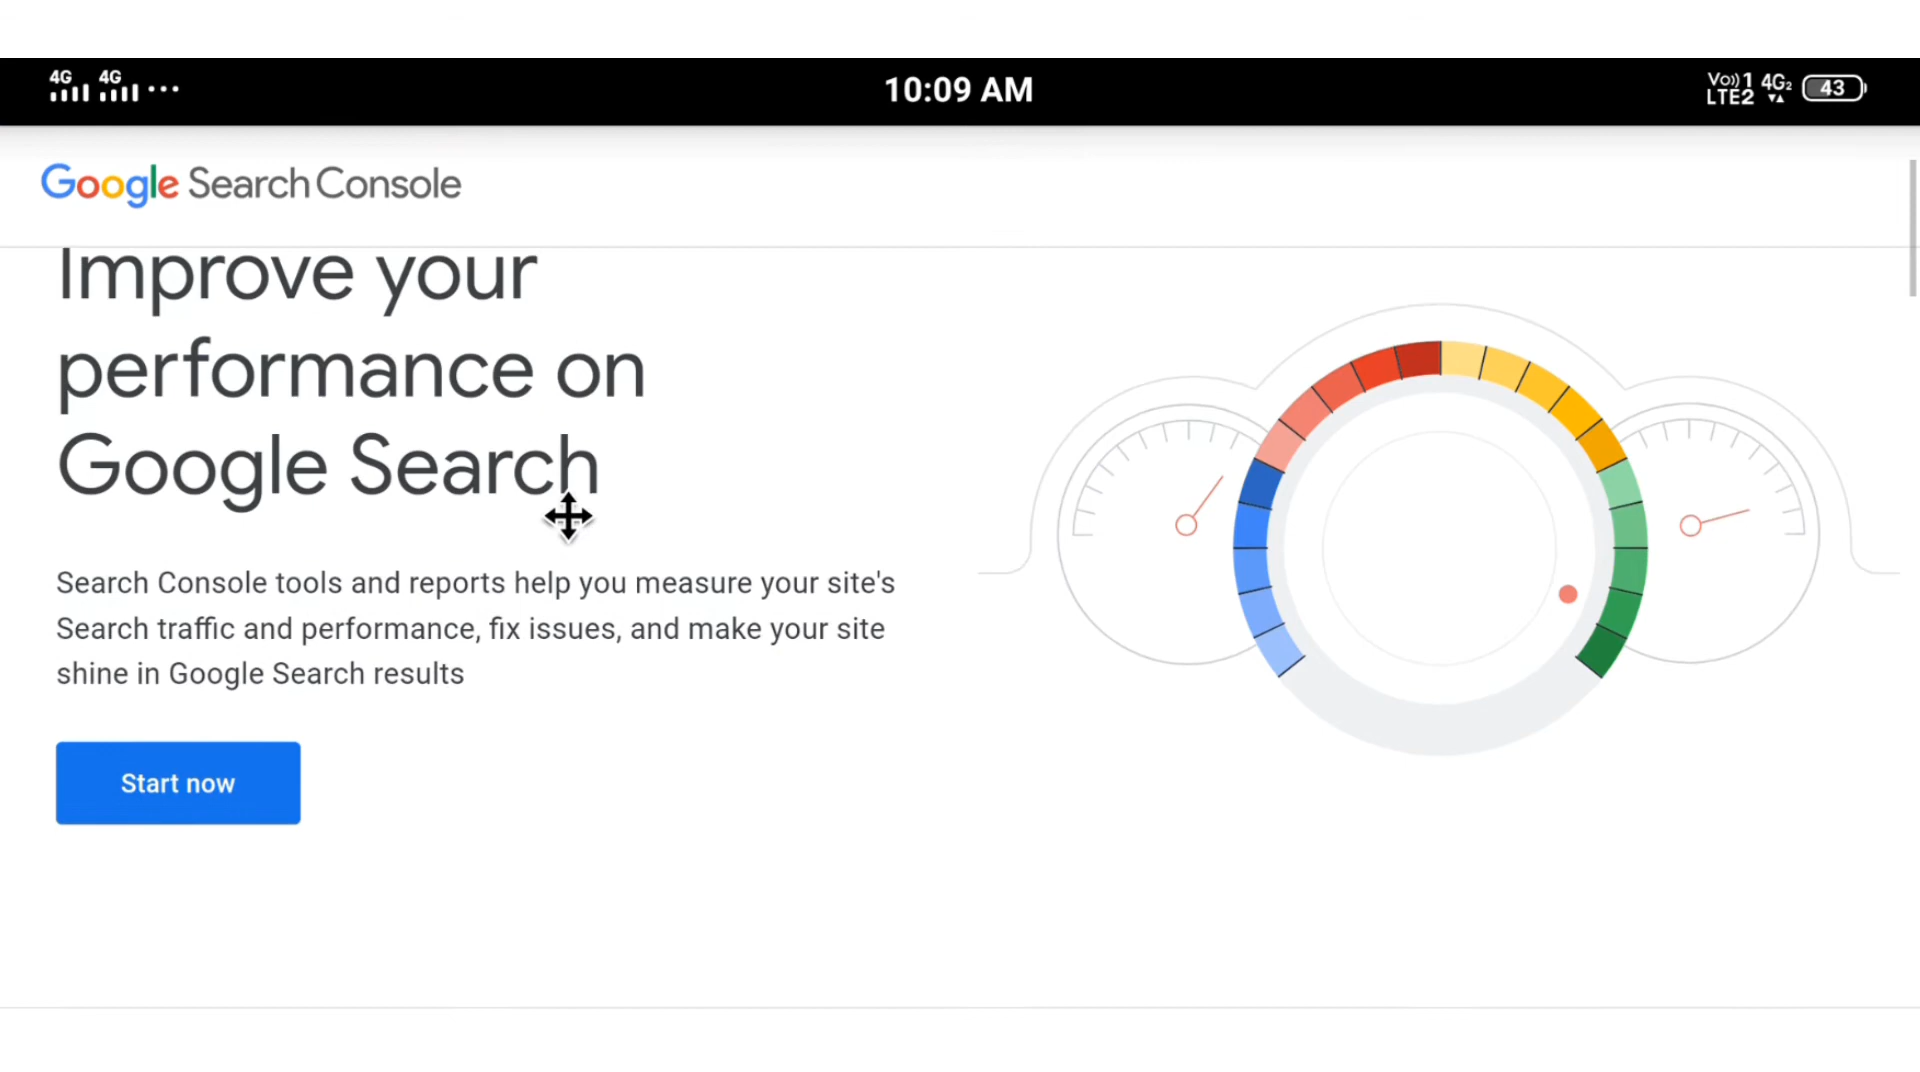 4G 4G
10:09 AM
Vo)) 1 4G2
LTE2
43
Google Search Console
Improve your
performance on
Google Search
Search Console tools and reports help you measure your site's
Search traffic and performance, fix issues, and make your site
shine in Google Search results
Start now